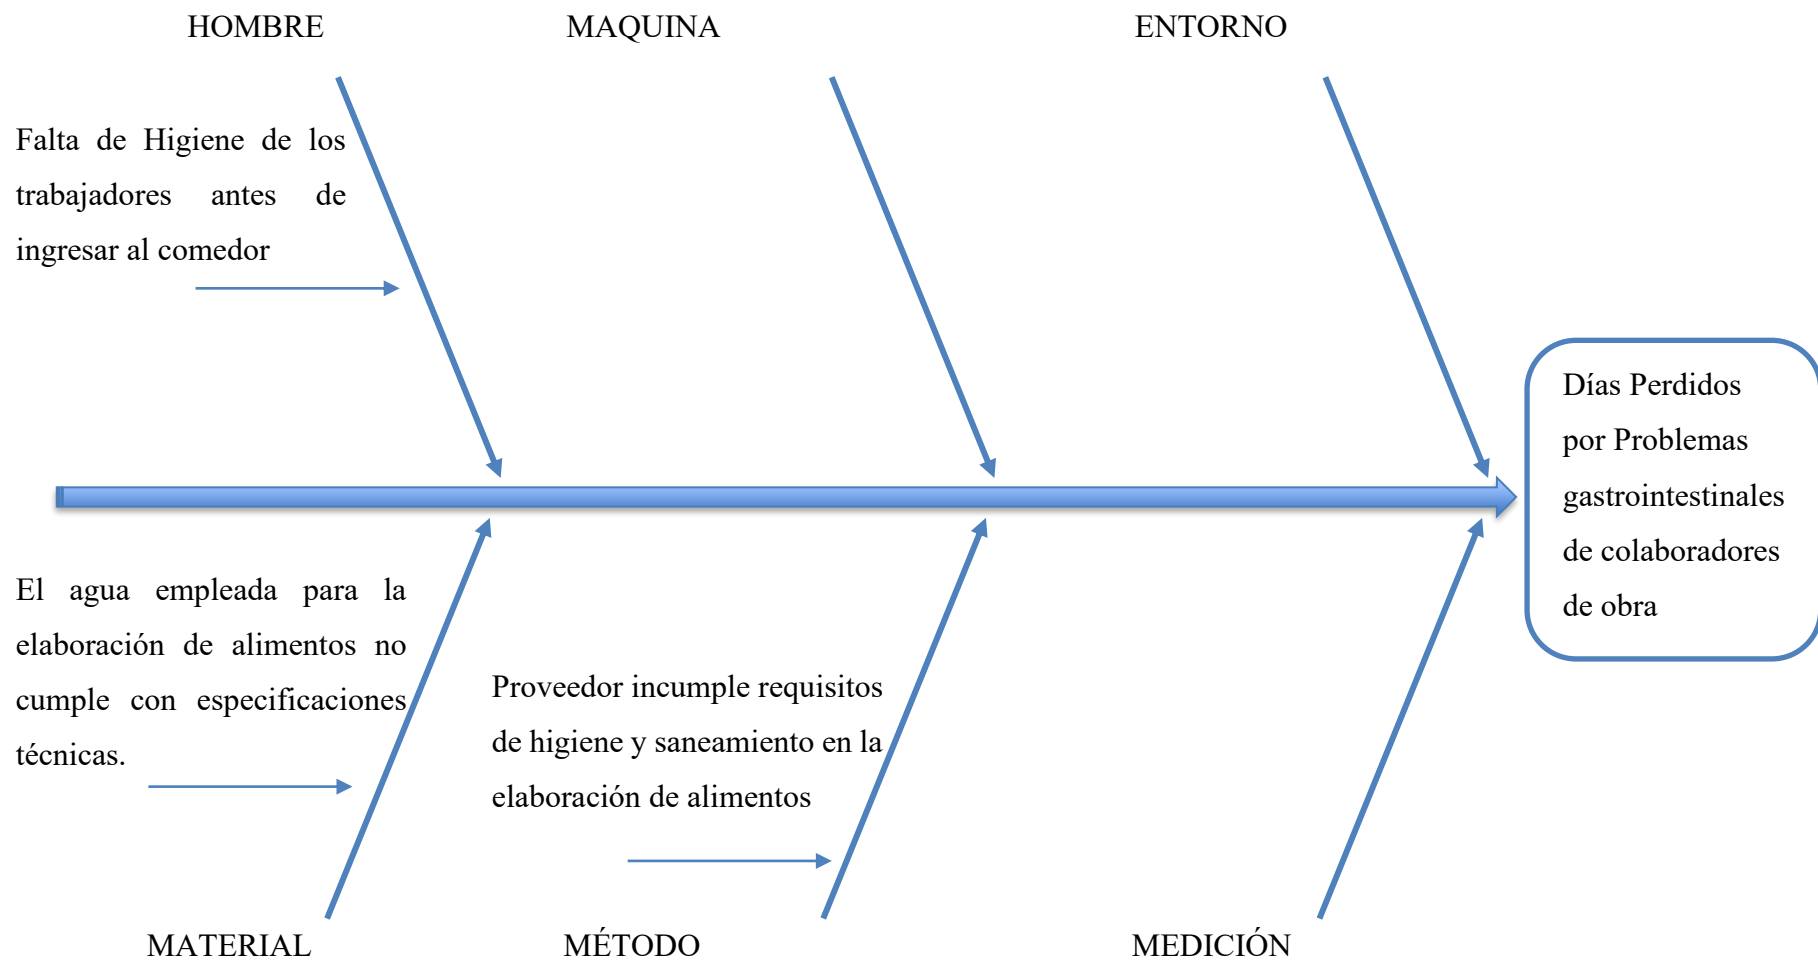 HOMBRE
MAQUINA
ENTORNO
Falta de Higiene de los
trabajadores antes de
ingresar al comedor
Días Perdidos
por Problemas
gastrointestinales
de colaboradores
de obra
El agua empleada para la
elaboración de alimentos no
cumple con especificaciones
técnicas.
Proveedor incumple requisitos
de higiene y saneamiento en la
elaboración de alimentos
MATERIAL
MÉTODO
MEDICIÓN